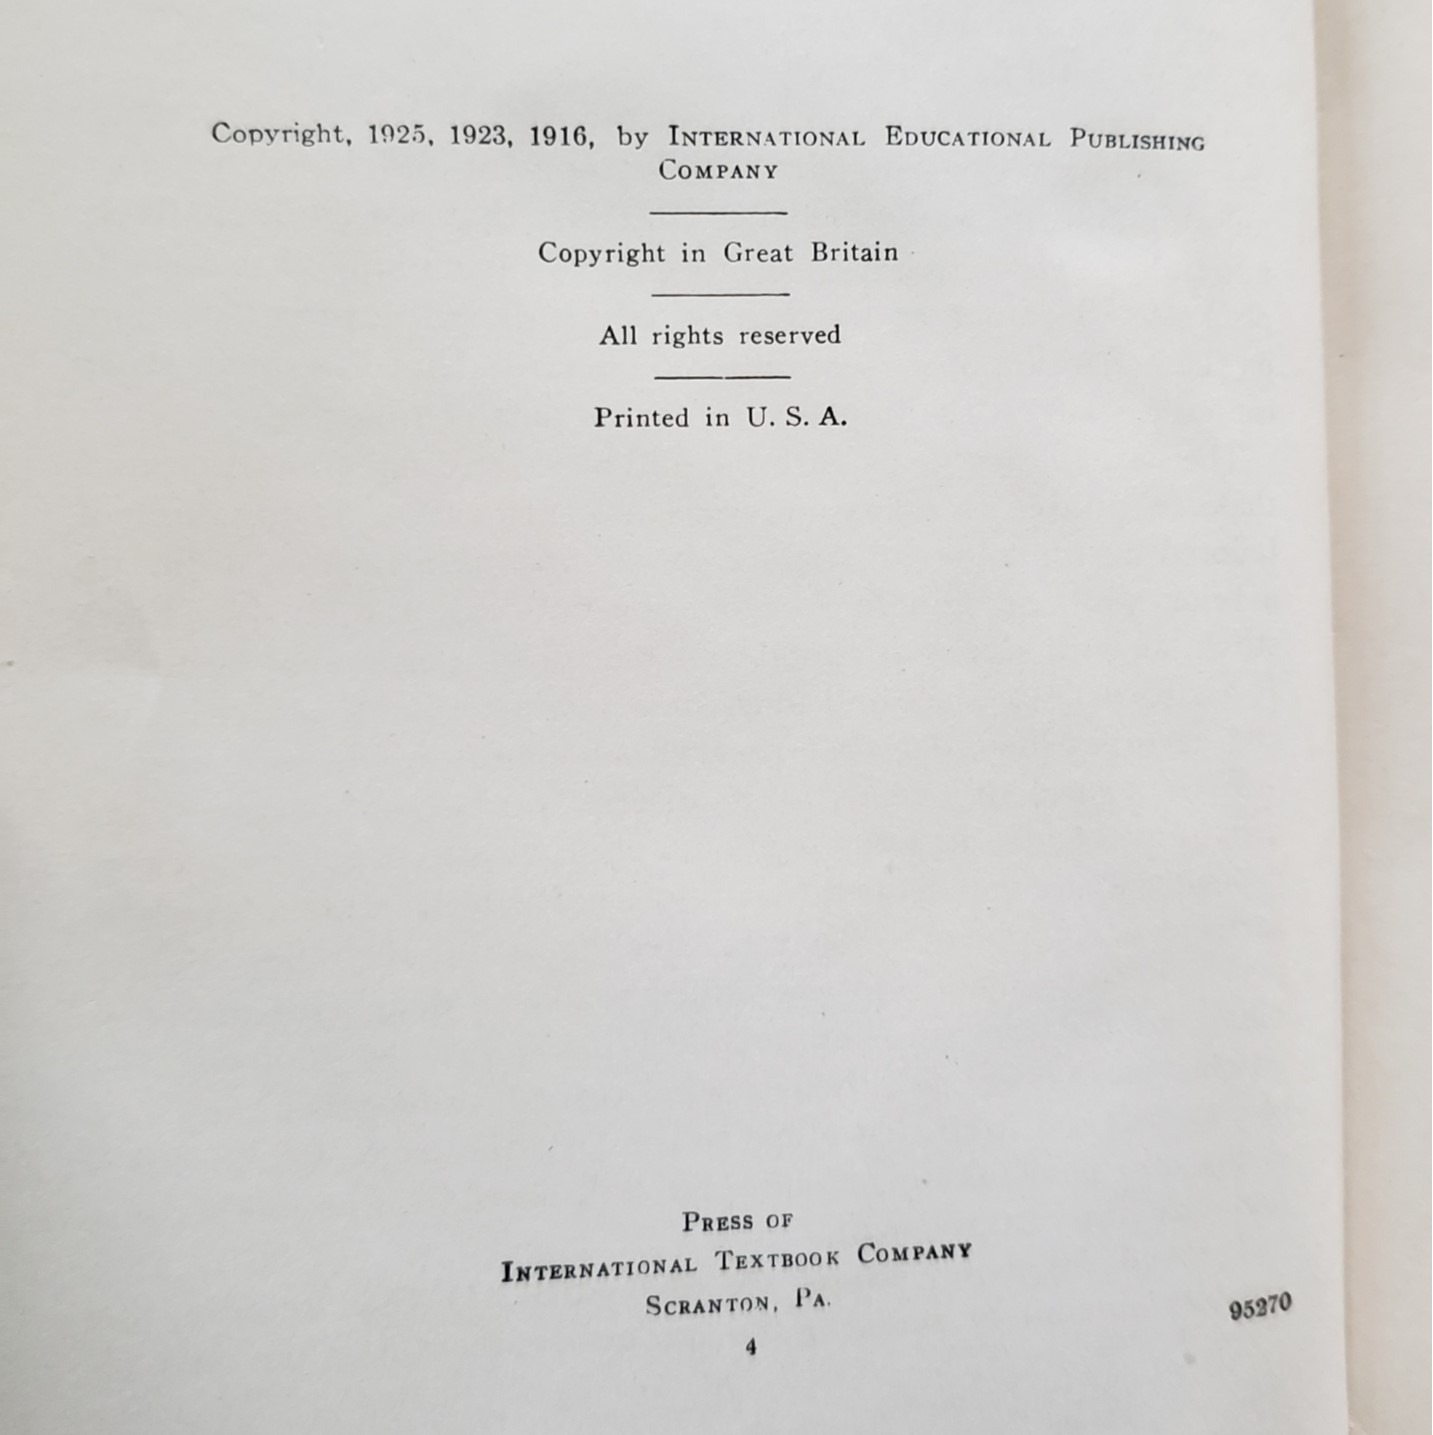 Copyright, 1925, 1923, 1916, by International Educational Publishing
Company
Copyright in Great Britain
All rights reserved
Printed in U. S. A.
Press of
International Textbook Company
Scranton, Pa.
95270
4